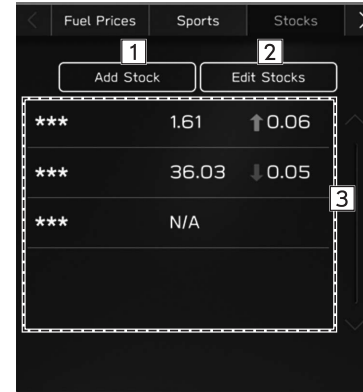 Fuel Prices Sports Stocks
1 2
Add Stock Edit Stocks
*** 1.61 ⬆0.06
*** 36.03 ⬇0.05
3
*** N/A